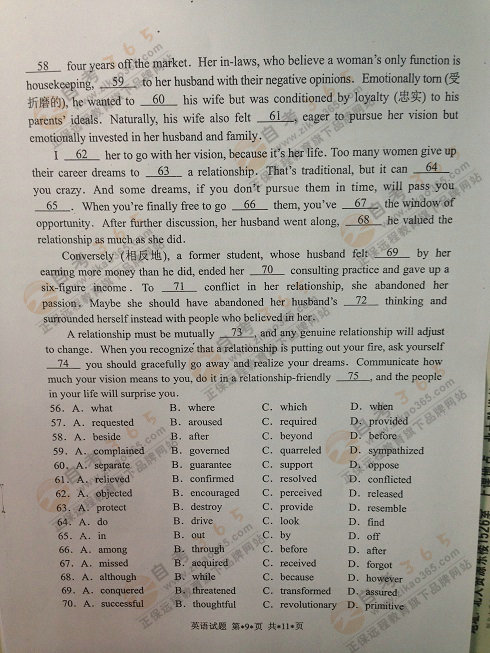 58 four years off the market. Her in-laws, who believe a woman's only function is
housekeeping, 59 to her husband with their negative opinions. Emotionally torn (受
折磨的), he wanted to 60 his wife but was conditioned by loyalty (忠实) to his
parents' ideals. Naturally, his wife also felt 61, eager to pursue her vision but
emotionally invested in her husband and family.
I 62 her to go with her vision, because it's her life. Too many women give up
their career dreams to 63 a relationship. That's traditional, but it can 64
you crazy. And some dreams, if you don't pursue them in time, will pass you
65. When you're finally free to go 66 them, you've 67 the window of
opportunity. After further discussion, her husband went along, 68 he valued the
relationship as much as she did.
Conversely (相反地), a former student, whose husband felt 69 by her
earning more money than he did, ended her 70 consulting practice and gave up a
six-figure income. To 71 conflict in her relationship, she abandoned her
passion. Maybe she should have abandoned her husband's 72 thinking and
surrounded herself instead with people who believed in her.
A relationship must be mutually 73, and any genuine relationship will adjust
to change. When you recognize that a relationship is putting out your fire, ask yourself
74 you should gracefully go away and realize your dreams. Communicate how
much your vision means to you, do it in a relationship-friendly 75, and the people
in your life will surprise you.
56. A. what B. where C. which D. when
57. A. requested B. aroused C. required D. provided
58. A. beside B. after C. beyond D. before
59. A. complained B. governed C. quarreled D. sympathized
60. A. separate B. guarantee C. support D. oppose
61. A. relieved B. confirmed C. resolved D. conflicted
62. A. objected B. encouraged C. perceived D. released
63. A. protect B. destroy C. provide D. resemble
64. A. do B. drive C. look D. find
65. A. in B. out C. by D. off
66. A. among B. through C. before D. after
67. A. missed B. acquired C. received D. forgot
68. A. although B. while C. because D. however
69. A. conquered B. threatened C. transformed D. assured
70. A. successful B. thoughtful C. revolutionary D. primitive
英语试题 第·9·页 共·11·页